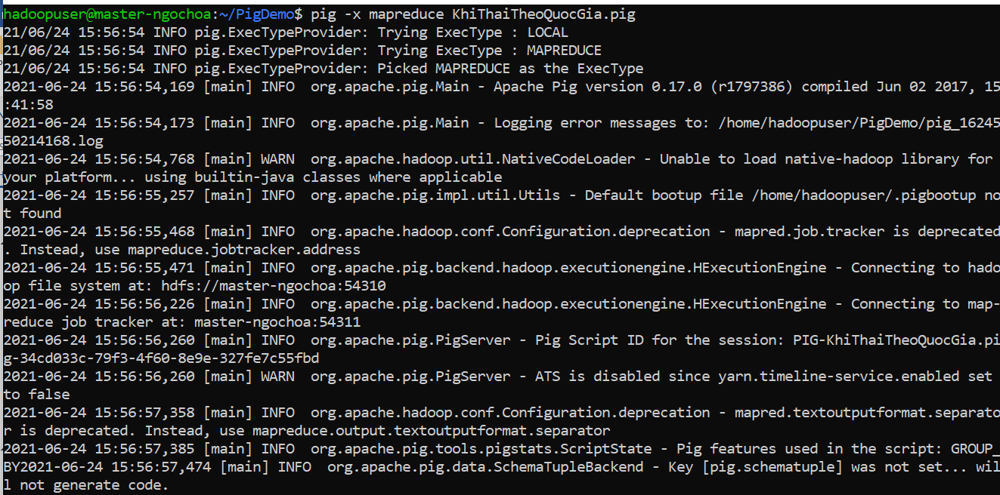 hadoopuser@master-ngochoa:~/PigDemo$ pig -x mapreduce KhiThaiTheoQuocGia.pig
21/06/24 15:56:54 INFO pig.ExecTypeProvider: Trying ExecType : LOCAL
21/06/24 15:56:54 INFO pig.ExecTypeProvider: Trying ExecType : MAPREDUCE
21/06/24 15:56:54 INFO pig.ExecTypeProvider: Picked MAPREDUCE as the ExecType
2021-06-24 15:56:54,169 [main] INFO  org.apache.pig.Main - Apache Pig version 0.17.0 (r1797386) compiled Jun 02 2017, 15
:41:58
2021-06-24 15:56:54,173 [main] INFO  org.apache.pig.Main - Logging error messages to: /home/hadoopuser/PigDemo/pig_16245
50214168.log
2021-06-24 15:56:54,768 [main] WARN  org.apache.hadoop.util.NativeCodeLoader - Unable to load native-hadoop library for
your platform... using builtin-java classes where applicable
2021-06-24 15:56:55,257 [main] INFO  org.apache.pig.impl.util.Utils - Default bootup file /home/hadoopuser/.pigbootup no
t found
2021-06-24 15:56:55,468 [main] INFO  org.apache.hadoop.conf.Configuration.deprecation - mapred.job.tracker is deprecated
. Instead, use mapreduce.jobtracker.address
2021-06-24 15:56:55,471 [main] INFO  org.apache.pig.backend.hadoop.executionengine.HExecutionEngine - Connecting to hado
op file system at: hdfs://master-ngochoa:54310
2021-06-24 15:56:56,226 [main] INFO  org.apache.pig.backend.hadoop.executionengine.HExecutionEngine - Connecting to map-
reduce job tracker at: master-ngochoa:54311
2021-06-24 15:56:56,260 [main] INFO  org.apache.pig.PigServer - Pig Script ID for the session: PIG-KhiThaiTheoQuocGia.pi
g-34cd033c-79f3-4f60-8e9e-327fe7c55fbd
2021-06-24 15:56:56,260 [main] WARN  org.apache.pig.PigServer - ATS is disabled since yarn.timeline-service.enabled set
to false
2021-06-24 15:56:57,358 [main] INFO  org.apache.hadoop.conf.Configuration.deprecation - mapred.textoutputformat.separato
r is deprecated. Instead, use mapreduce.output.textoutputformat.separator
2021-06-24 15:56:57,385 [main] INFO  org.apache.pig.tools.pigstats.ScriptState - Pig features used in the script: GROUP_
BY2021-06-24 15:56:57,474 [main] INFO  org.apache.pig.data.SchemaTupleBackend - Key [pig.schematuple] was not set... wil
l not generate code.